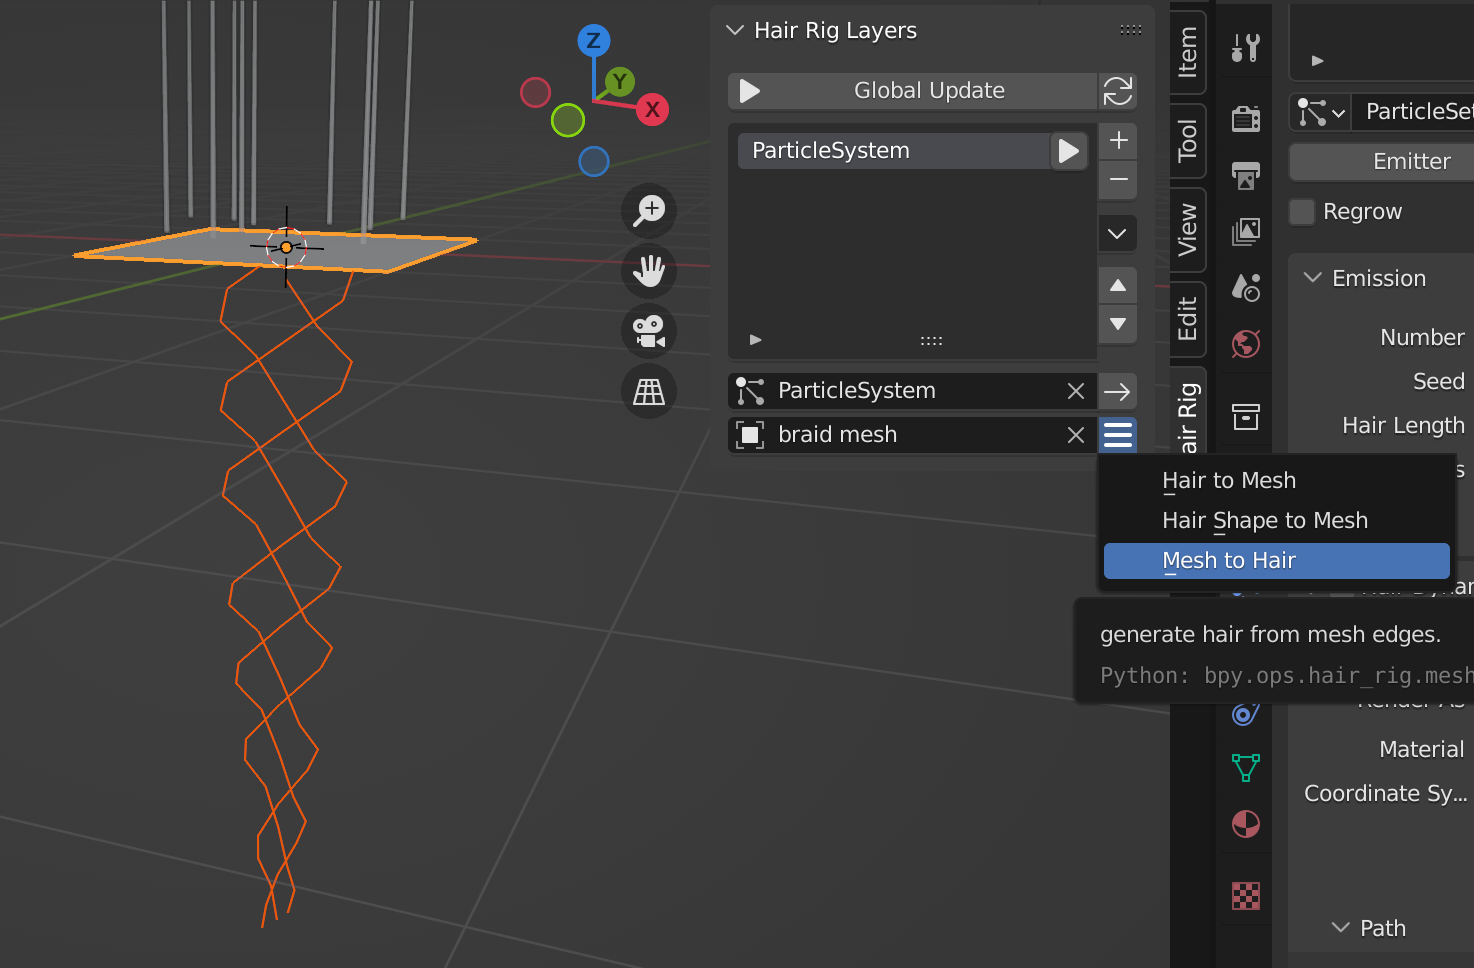 Z
Y
X
Hair Rig Layers
Global Update
ParticleSystem
ParticleSystem
braid mesh
Hair to Mesh
Hair Shape to Mesh
Mesh to Hair
generate hair from mesh edges.
Python: bpy.ops.hair_rig.mesh
Item
Tool
View
Edit
air Rig
ParticleSet
Emitter
Regrow
Emission
Number
Seed
Hair Length
s
Material
Coordinate Sy...
Path